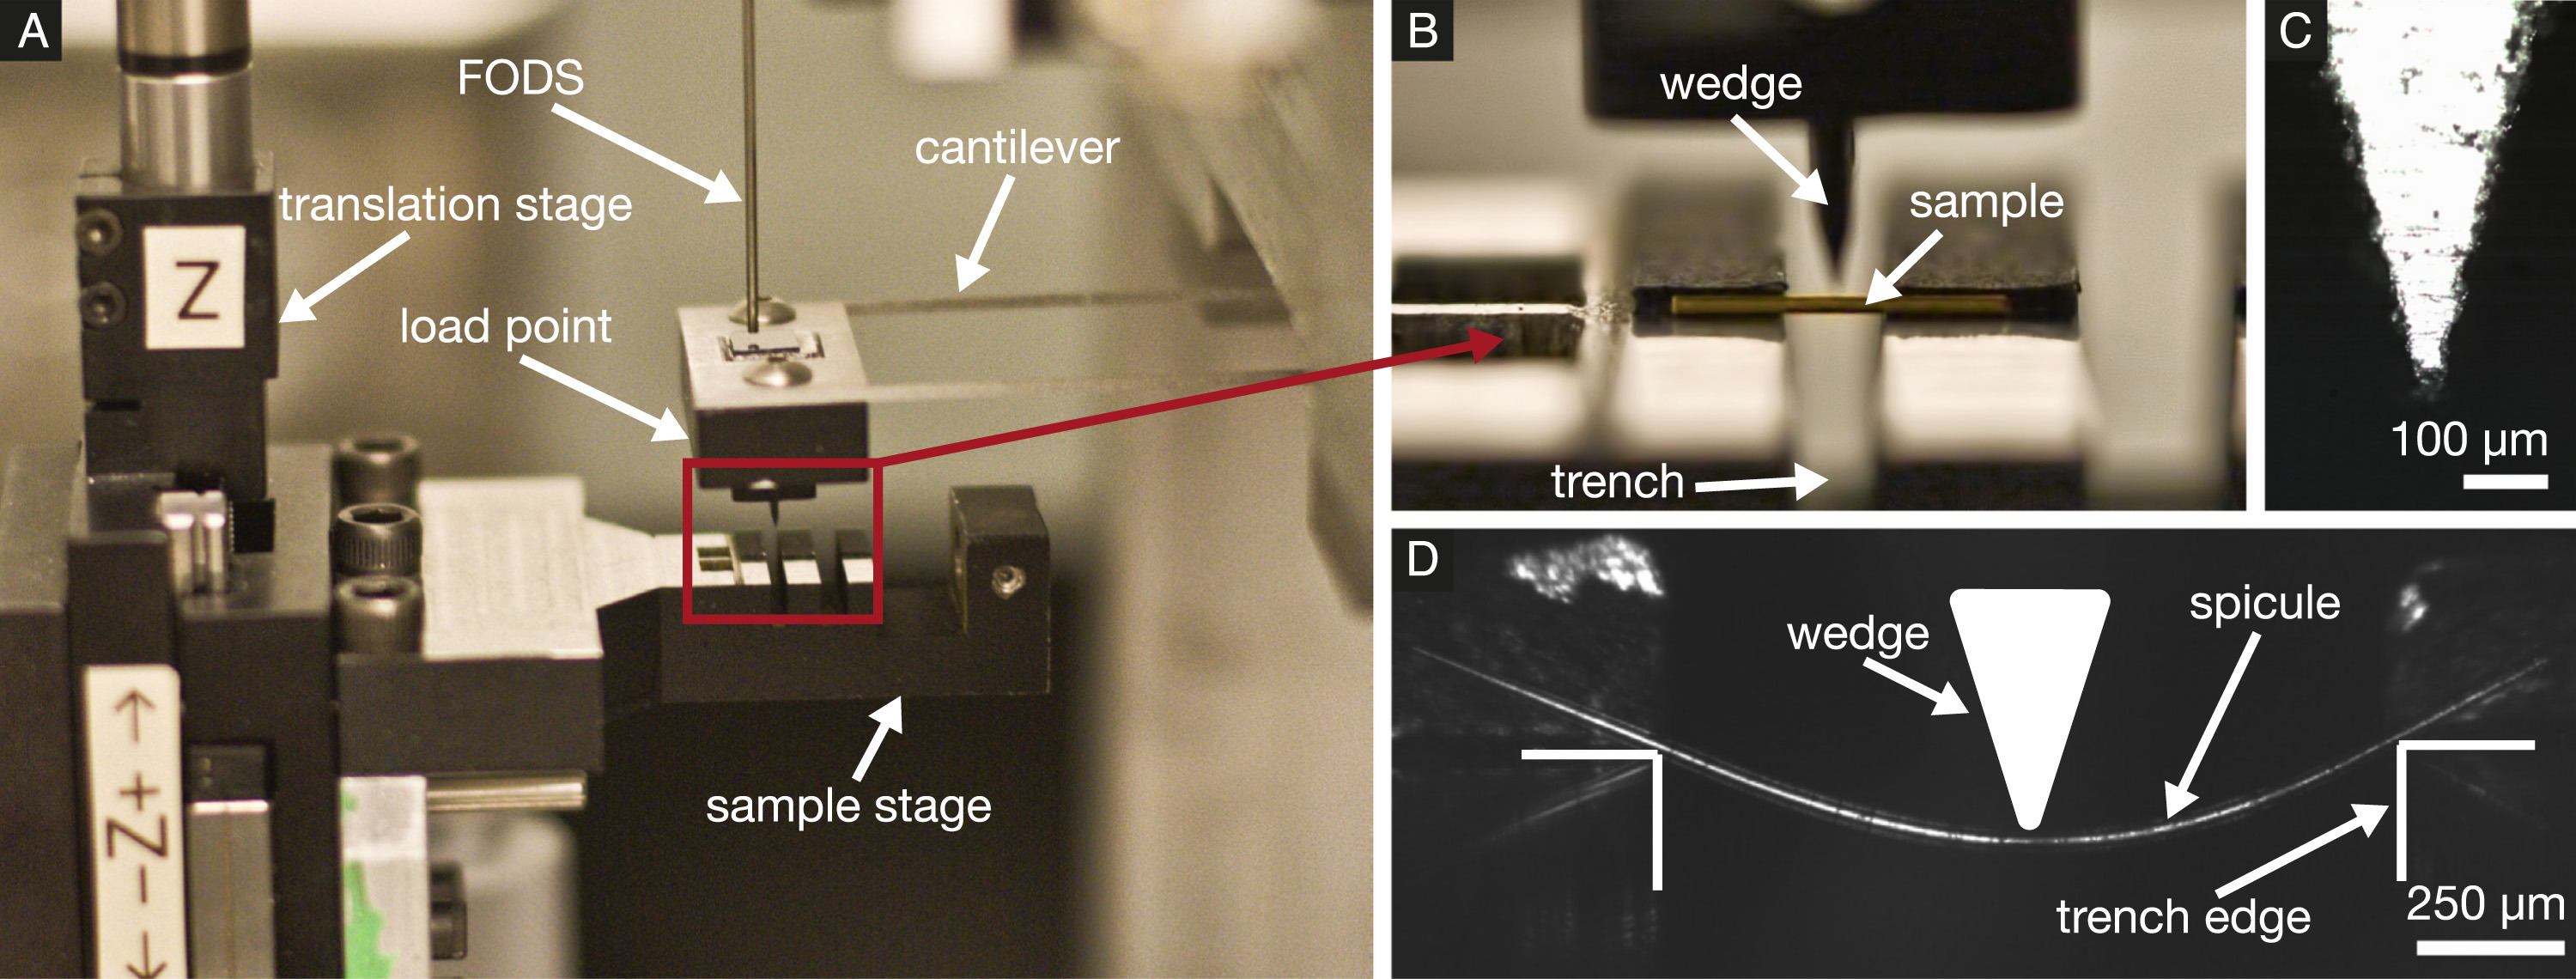 A
FODS
cantilever
translation stage
Z
load point
sample stage
+
Z
−
B
wedge
sample
trench
C
100 µm
D
wedge
spicule
trench edge
250 µm